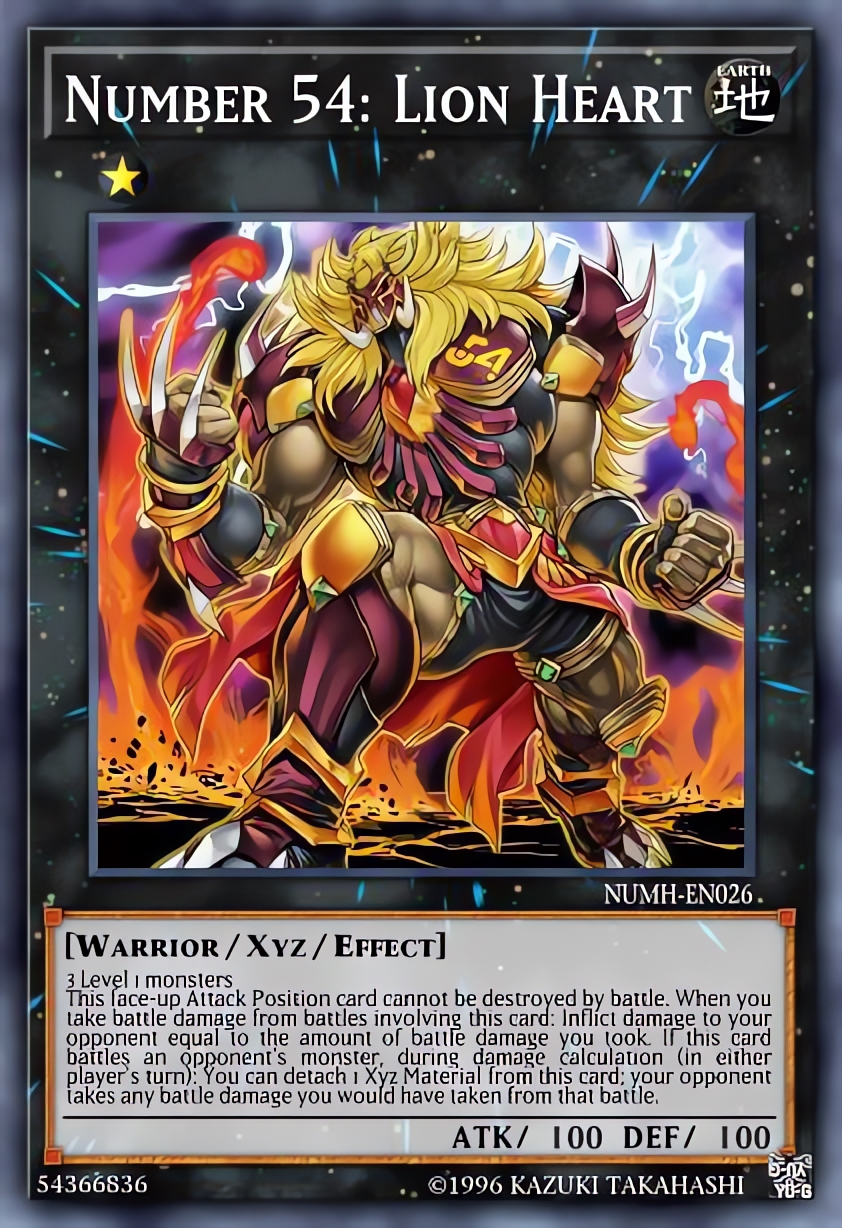 NUMBER 54: LION HEART
EARTH
地
54
NUMH-EN026
[WARRIOR / XYZ / EFFECT]
3 Level 1 monsters
This face-up Attack Position card cannot be destroyed by battle. When you
take battle damage from battles involving this card: Inflict damage to your
opponent equal to the amount of battle damage you took. If this card
battles an opponent's monster, during damage calculation (in either
player's turn): You can detach 1 Xyz Material from this card; your opponent
takes any battle damage you would have taken from that battle.
ATK/ 100 DEF/ 100
54366836
©1996 KAZUKI TAKAHASHI